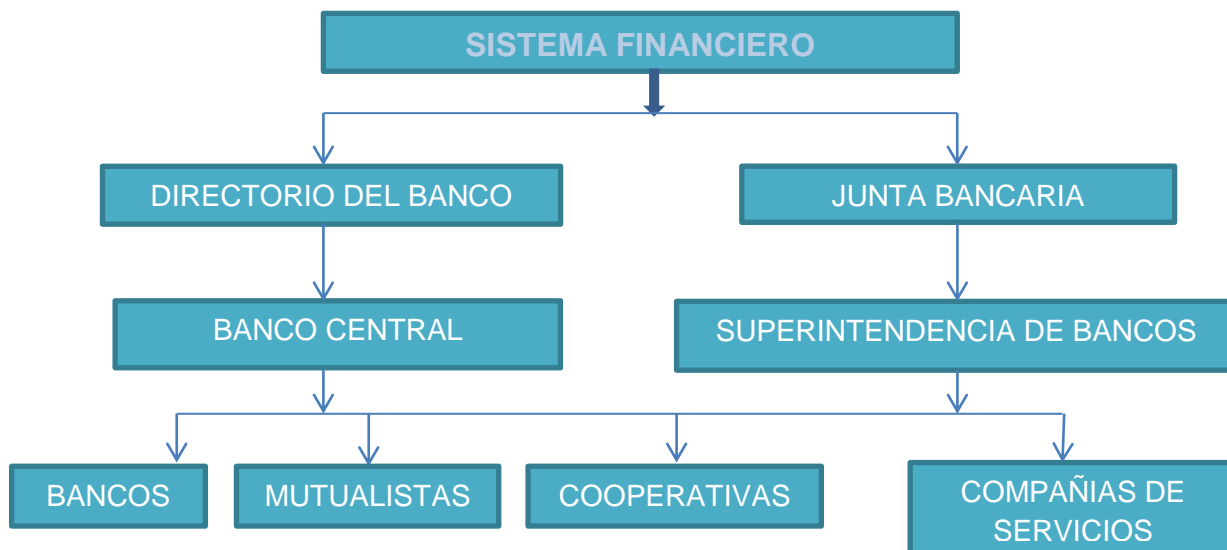 SISTEMA FINANCIERO
DIRECTORIO DEL BANCO
JUNTA BANCARIA
BANCO CENTRAL
SUPERINTENDENCIA DE BANCOS
BANCOS
MUTUALISTAS
COOPERATIVAS
COMPAÑIAS DE
SERVICIOS